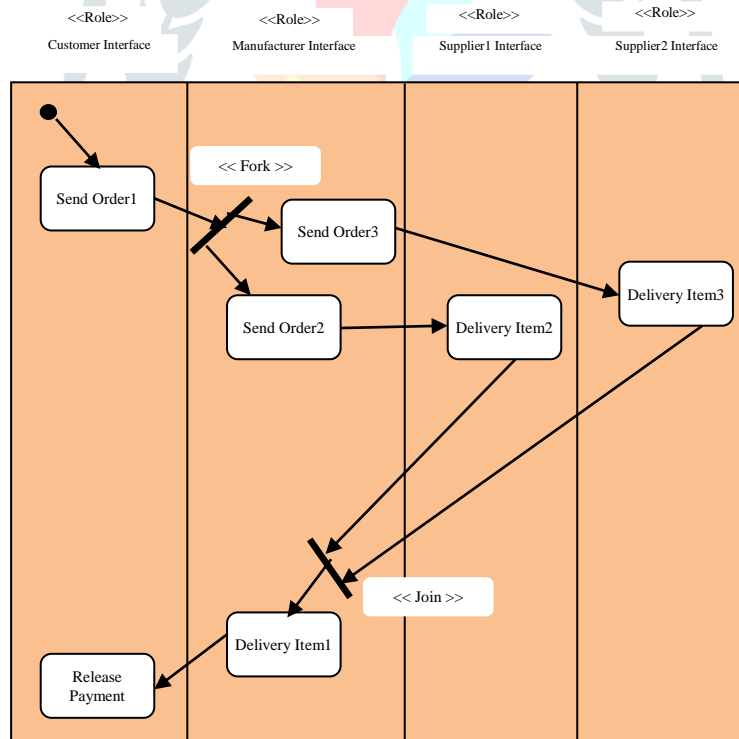 <<Role>>
Customer Interface
<<Role>>
Manufacturer Interface
<<Role>>
Supplier1 Interface
<<Role>>
Supplier2 Interface
<< Fork >>
Send Order1
Send Order3
Delivery Item3
Send Order2
Delivery Item2
<< Join >>
Delivery Item1
Release
Payment